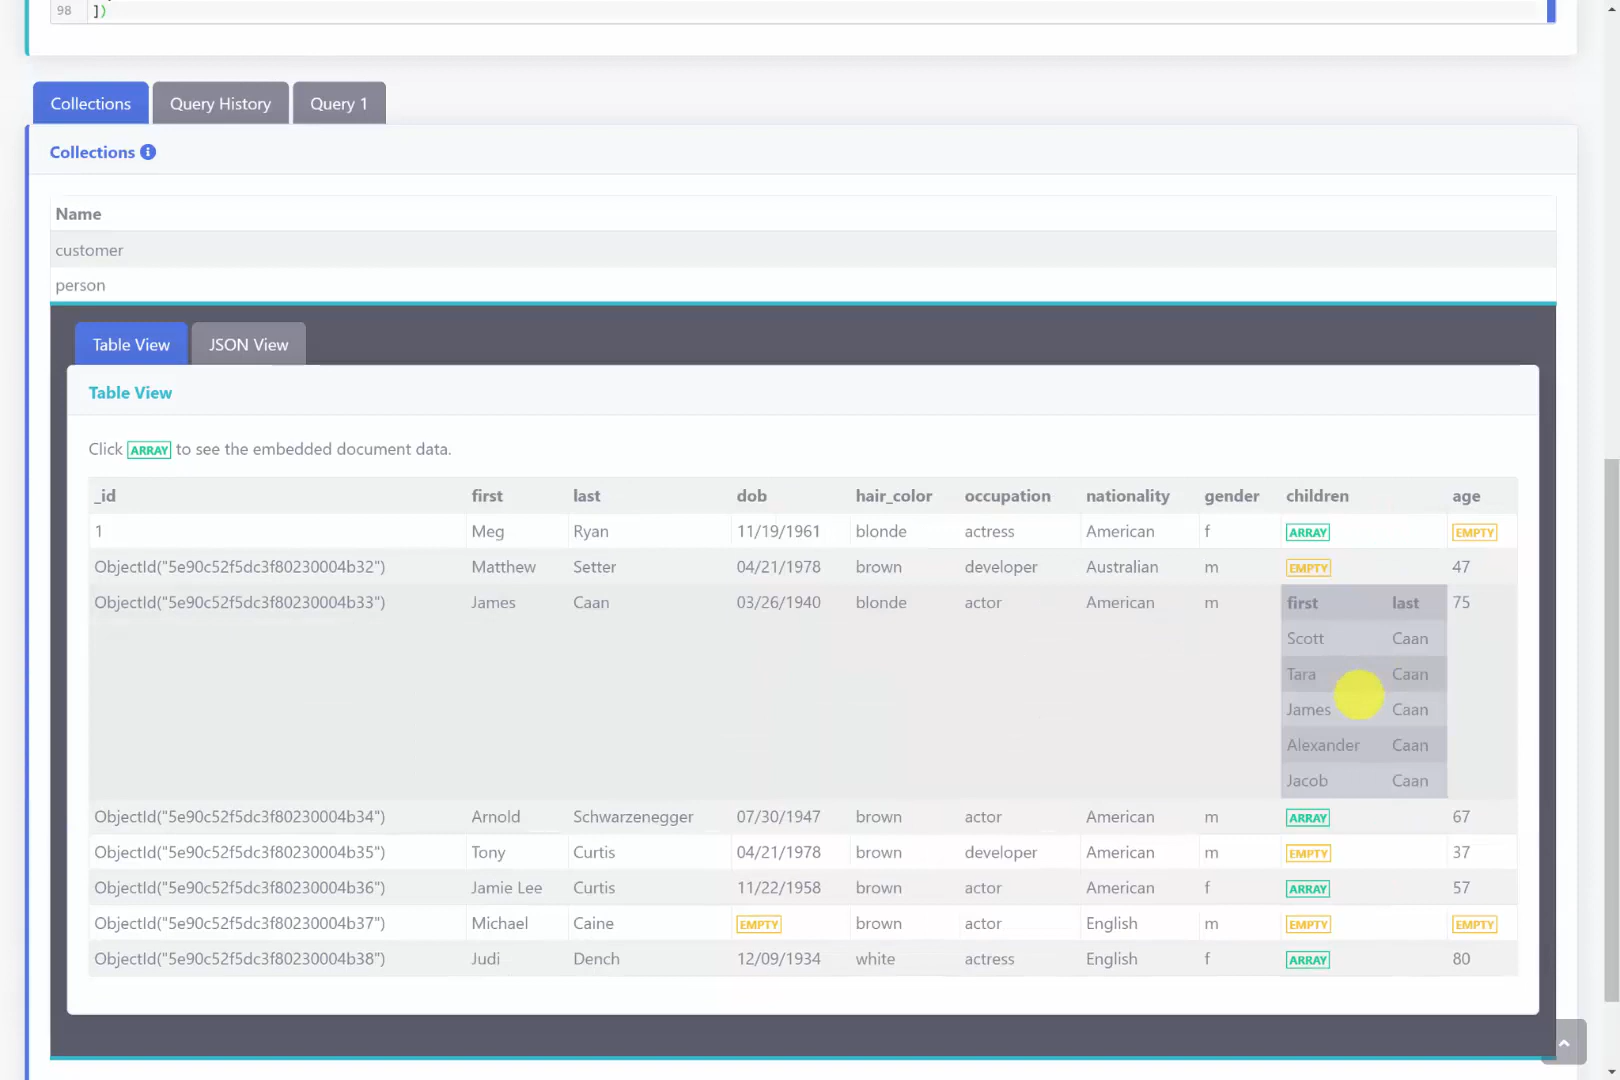 98 ])
Collections Query History Query 1
Collections
Name
customer
person
Table View JSON View
Table View
Click ARRAY to see the embedded document data.
_id first last dob hair_color occupation nationality gender children age
1 Meg Ryan 11/19/1961 blonde actress American f ARRAY EMPTY
ObjectId("5e90c52f5dc3f80230004b32") Matthew Setter 04/21/1978 brown developer Australian m EMPTY 47
ObjectId("5e90c52f5dc3f80230004b33") James Caan 03/26/1940 blonde actor American m first last 75
Scott Caan
Tara Caan
James Caan
Alexander Caan
Jacob Caan
ObjectId("5e90c52f5dc3f80230004b34") Arnold Schwarzenegger 07/30/1947 brown actor American m ARRAY 67
ObjectId("5e90c52f5dc3f80230004b35") Tony Curtis 04/21/1978 brown developer American m EMPTY 37
ObjectId("5e90c52f5dc3f80230004b36") Jamie Lee Curtis 11/22/1958 brown actor American f ARRAY 57
ObjectId("5e90c52f5dc3f80230004b37") Michael Caine EMPTY brown actor English m EMPTY EMPTY
ObjectId("5e90c52f5dc3f80230004b38") Judi Dench 12/09/1934 white actress English f ARRAY 80